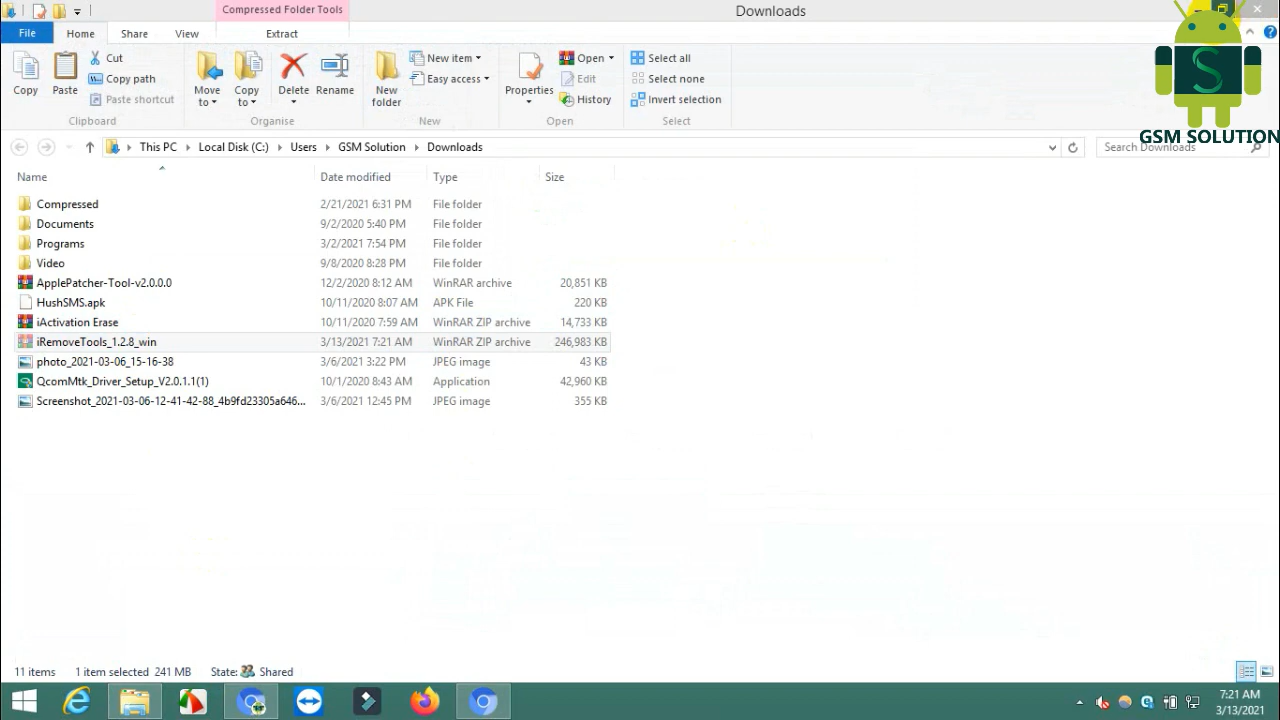 Compressed Folder Tools
Downloads
File
Home
Share
View
Extract
Copy
Paste
Cut
Copy path
Paste shortcut
Clipboard
Move to
Copy to
Delete
Rename
Organise
New folder
New item
Easy access
New
Properties
Open
Edit
History
Open
Select all
Select none
Invert selection
Select
S
GSM SOLUTION
This PC
Local Disk (C:)
Users
GSM Solution
Downloads
Search Downloads
Name
Date modified
Type
Size
Compressed 2/21/2021 6:31 PM File folder
Documents 9/2/2020 5:40 PM File folder
Programs 3/2/2021 7:54 PM File folder
Video 9/8/2020 8:28 PM File folder
ApplePatcher-Tool-v2.0.0.0 12/2/2020 8:12 AM WinRAR archive 20,851 KB
HushSMS.apk 10/11/2020 8:07 AM APK File 220 KB
iActivation Erase 10/11/2020 7:59 AM WinRAR ZIP archive 14,733 KB
iRemoveTools_1.2.8_win 3/13/2021 7:21 AM WinRAR ZIP archive 246,983 KB
photo_2021-03-06_15-16-38 3/6/2021 3:22 PM JPEG image 43 KB
QcomMtk_Driver_Setup_V2.0.1.1(1) 10/1/2020 8:43 AM Application 42,960 KB
Screenshot_2021-03-06-12-41-42-88_4b9fd23305a646... 3/6/2021 12:45 PM JPEG image 355 KB
11 items 1 item selected 241 MB State: Shared
7:21 AM
3/13/2021